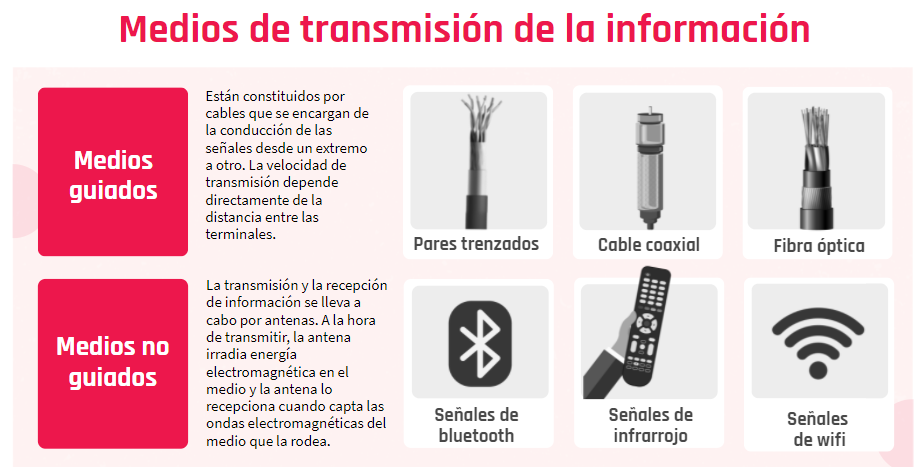 Medios de transmisión de la información
Medios
guiados
Están constituidos por
cables que se encargan de
la conducción de las
señales desde un extremo
a otro. La velocidad de
transmisión depende
directamente de la
distancia entre las
terminales.
Pares trenzados
Cable coaxial
Fibra óptica
Medios no
guiados
La transmisión y la recepción
de información se lleva a
cabo por antenas. A la hora
de transmitir, la antena
irradia energía
electromagnética en el
medio y la antena lo
recepciona cuando capta las
ondas electromagnéticas del
medio que la rodea.
Señales de
bluetooth
Señales de
infrarrojo
Señales
de wifi